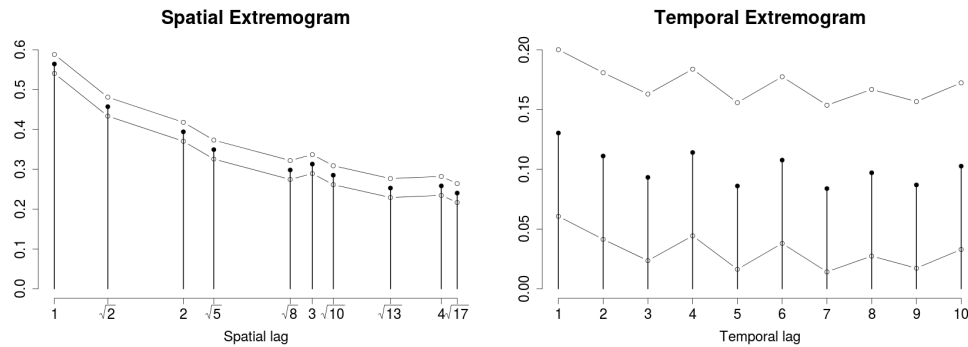 Spatial Extremogram
0.6
0.5
0.4
0.3
0.2
0.1
0.0
1 √2 2 √5 √8 3 √10 √13 4 √17
Spatial lag
Temporal Extremogram
0.20
0.15
0.10
0.05
0.00
1 2 3 4 5 6 7 8 9 10
Temporal lag